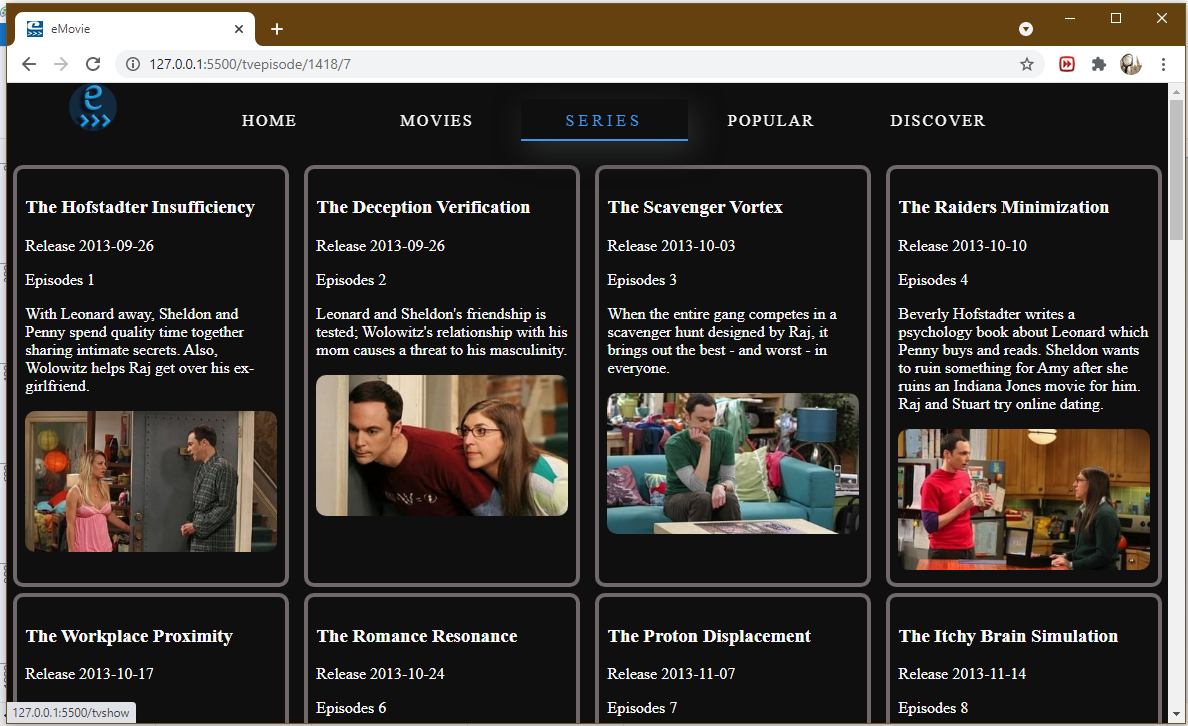 eMovie
127.0.0.1:5500/tvepisode/1418/7
e
>>>
HOME
MOVIES
SERIES
POPULAR
DISCOVER
The Hofstadter Insufficiency
Release 2013-09-26
Episodes 1
With Leonard away, Sheldon and
Penny spend quality time together
sharing intimate secrets. Also,
Wolowitz helps Raj get over his ex-
girlfriend.
The Deception Verification
Release 2013-09-26
Episodes 2
Leonard and Sheldon's friendship is
tested; Wolowitz's relationship with his
mom causes a threat to his masculinity.
The Scavenger Vortex
Release 2013-10-03
Episodes 3
When the entire gang competes in a
scavenger hunt designed by Raj, it
brings out the best - and worst - in
everyone.
The Raiders Minimization
Release 2013-10-10
Episodes 4
Beverly Hofstadter writes a
psychology book about Leonard which
Penny buys and reads. Sheldon wants
to ruin something for Amy after she
ruins an Indiana Jones movie for him.
Raj and Stuart try online dating.
The Workplace Proximity
Release 2013-10-17
The Romance Resonance
Release 2013-10-24
Episodes 6
The Proton Displacement
Release 2013-11-07
Episodes 7
The Itchy Brain Simulation
Release 2013-11-14
Episodes 8
127.0.0.1:5500/tvshow